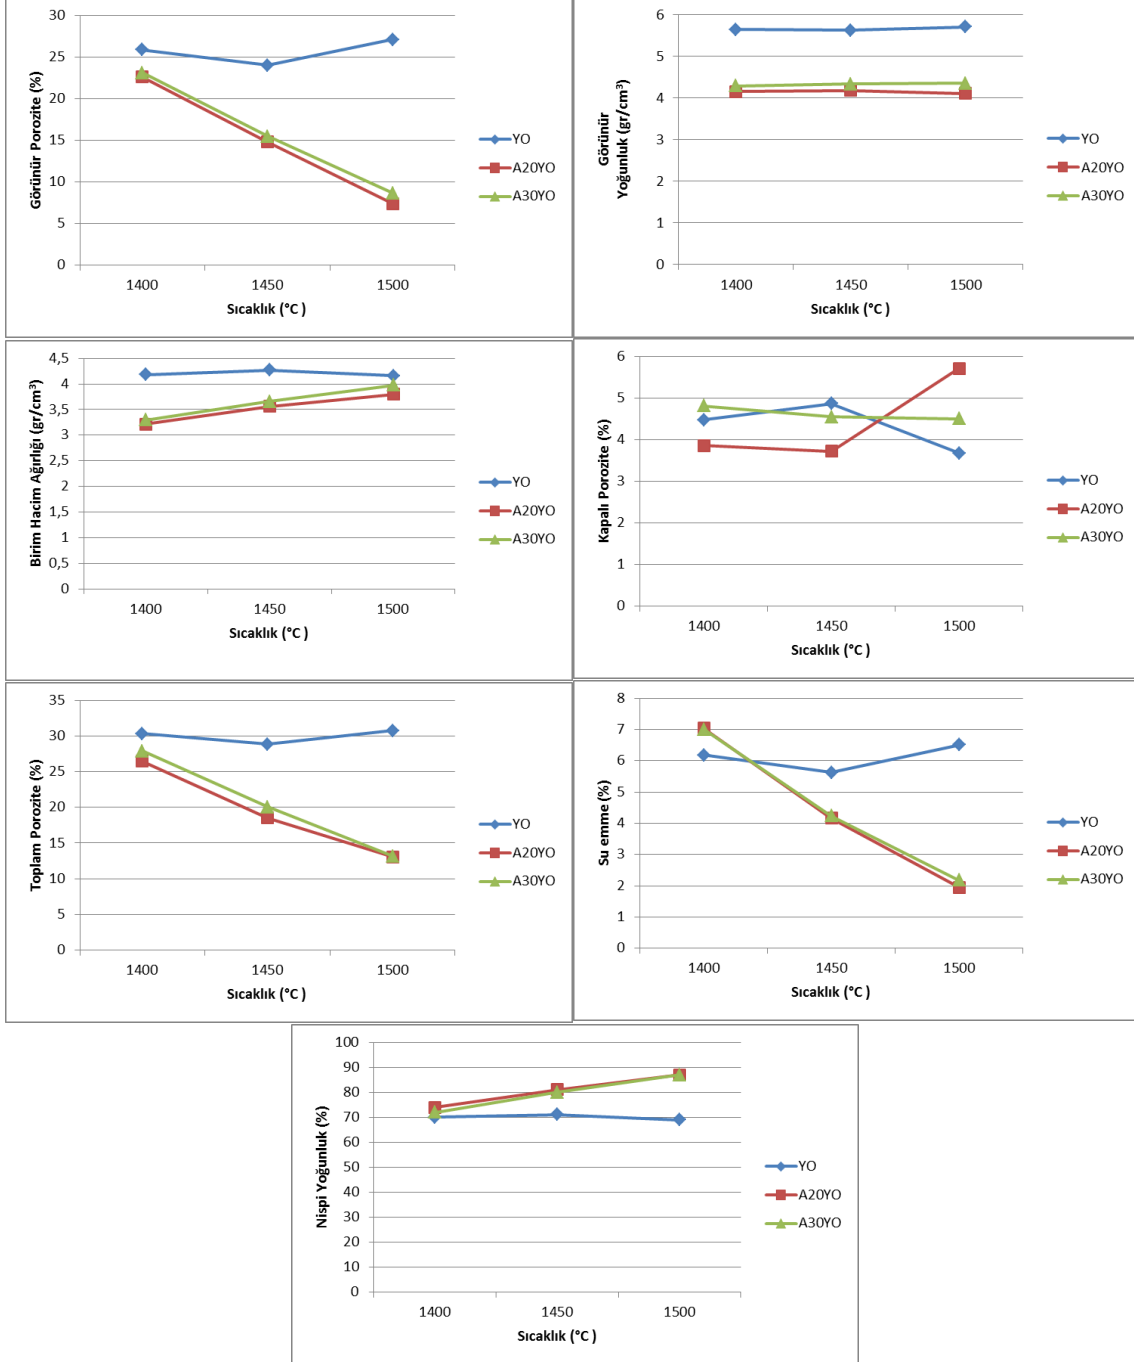 30
25
20
15
10
5
0
Görünür Porozite (%)
1400 1450 1500
Sıcaklık (°C )
YO
A20YO
A30YO
6
5
4
3
2
1
0
Görünür
Yoğunluk (gr/cm³)
1400 1450 1500
Sıcaklık (°C )
YO
A20YO
A30YO
4,5
4
3,5
3
2,5
2
1,5
1
0,5
0
Birim Hacim Ağırlığı (gr/cm³)
1400 1450 1500
Sıcaklık (°C )
YO
A20YO
A30YO
6
5
4
3
2
1
0
Kapalı Porozite (%)
1400 1450 1500
Sıcaklık (°C )
YO
A20YO
A30YO
35
30
25
20
15
10
5
0
Toplam Porozite (%)
1400 1450 1500
Sıcaklık (°C )
YO
A20YO
A30YO
8
7
6
5
4
3
2
1
0
Su emme (%)
1400 1450 1500
Sıcaklık (°C )
YO
A20YO
A30YO
100
90
80
70
60
50
40
30
20
10
0
Nispi Yoğunluk (%)
1400 1450 1500
Sıcaklık (°C )
YO
A20YO
A30YO